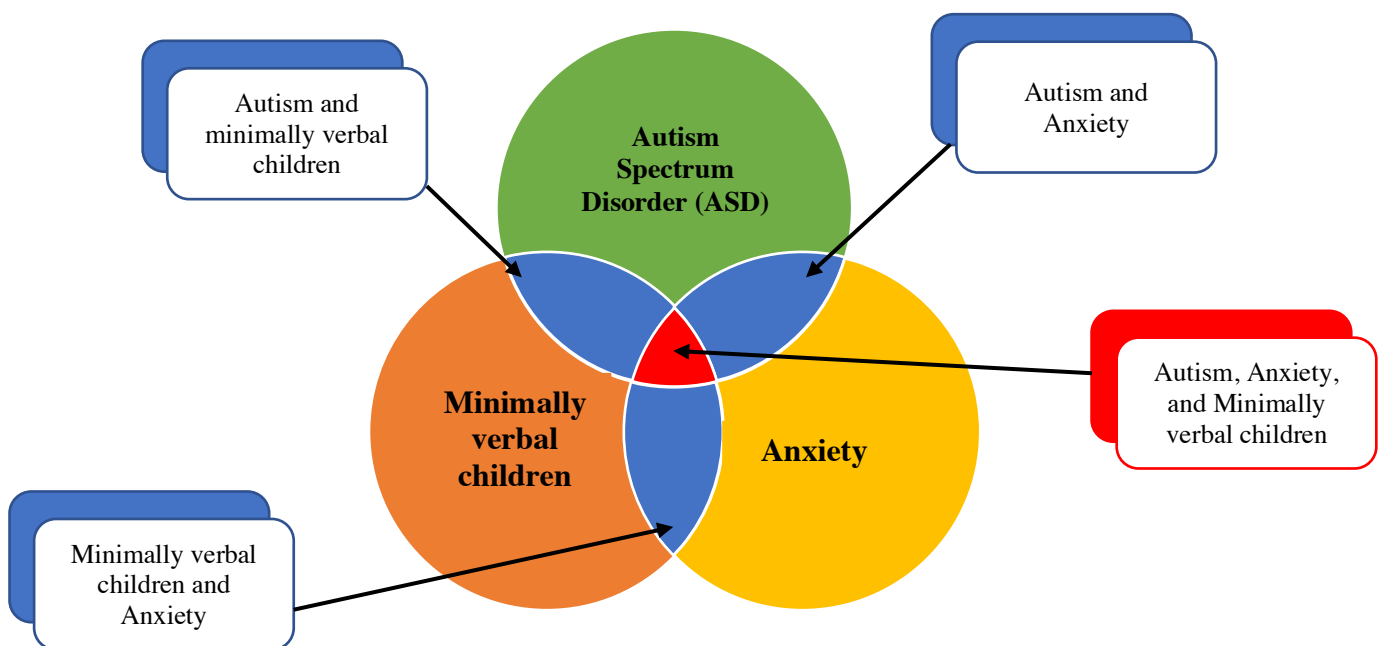 Autism and
minimally verbal
children
Autism and
Anxiety
Autism
Spectrum
Disorder (ASD)
Autism, Anxiety,
and Minimally
verbal children
Minimally
verbal
children
Anxiety
Minimally verbal
children and
Anxiety